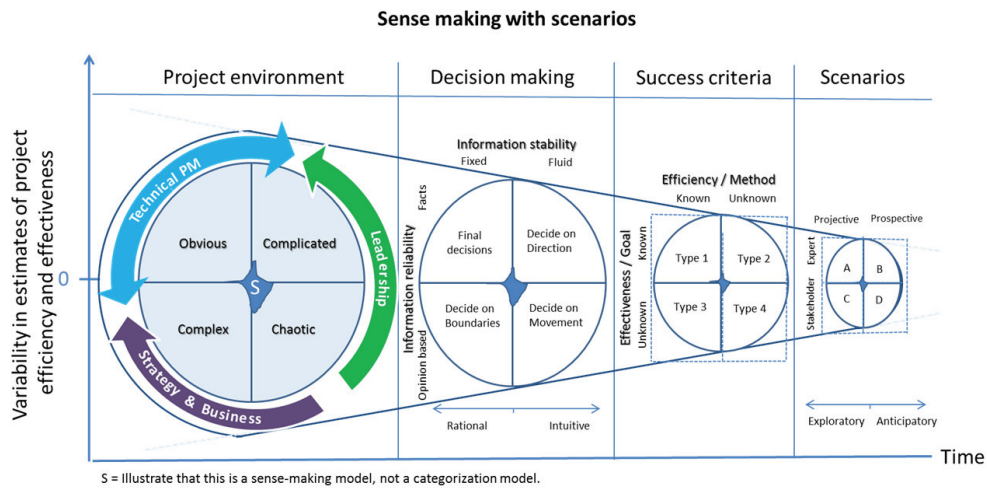 Sense making with scenarios
Project environment
Decision making
Success criteria
Scenarios
Variability in estimates of project
efficiency and effectiveness
0
Technical PM
Leadership
Strategy & Business
Obvious
Complicated
S
Complex
Chaotic
Information stability
Fixed
Fluid
Information reliability
Facts
Opinion based
Final
decisions
Decide on
Direction
Decide on
Boundaries
Decide on
Movement
Rational
Intuitive
Efficiency / Method
Known
Unknown
Effectiveness / Goal
Known
Unknown
Type 1
Type 2
Type 3
Type 4
Projective
Prospective
Expert
Stakeholder
A
B
C
D
Exploratory
Anticipatory
Time
S = Illustrate that this is a sense-making model, not a categorization model.